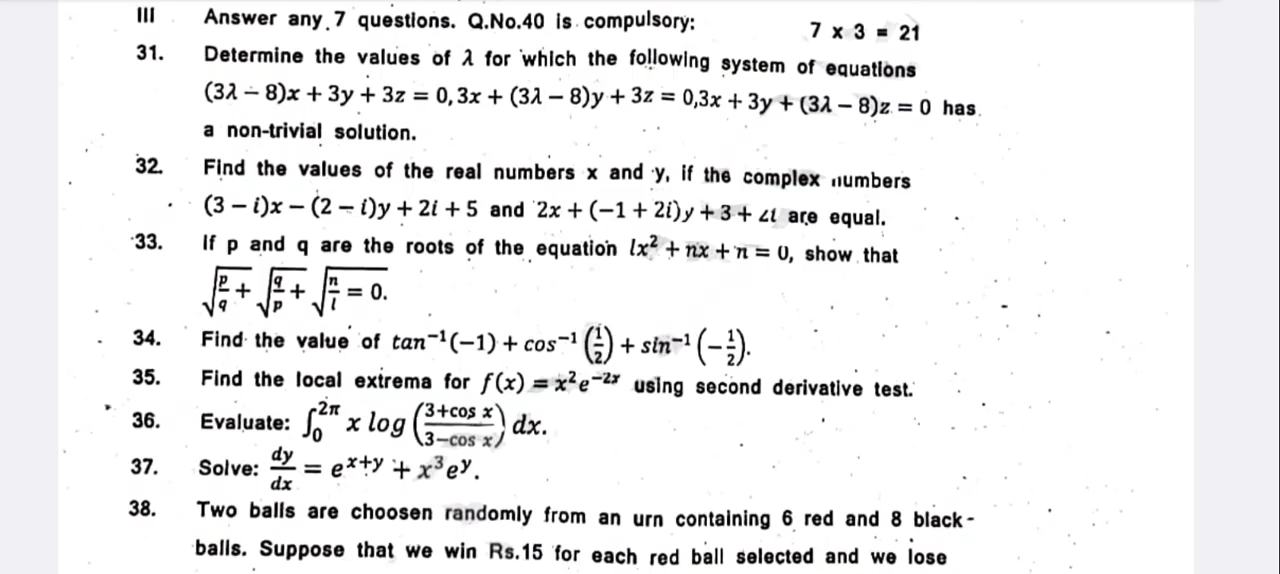 III Answer any 7 questions. Q.No.40 is compulsory: 7 x 3 = 21
31. Determine the values of λ for which the following system of equations
(3λ – 8)x + 3y + 3z = 0, 3x + (3λ – 8)y + 3z = 0,3x + 3y + (3λ – 8)z = 0 has
a non-trivial solution.
32. Find the values of the real numbers x and y, if the complex numbers
(3 – i)x – (2 – i)y + 2i + 5 and 2x + (–1 + 2i)y + 3 + 2i are equal.
33. If p and q are the roots of the equation lx² + nx + n = 0, show that
√(p/q) + √(q/p) + √(n/l) = 0.
34. Find the value of tan⁻¹(–1) + cos⁻¹ (1/2) + sin⁻¹ (–1/2).
35. Find the local extrema for f(x) = x²e⁻²ˣ using second derivative test.
36. Evaluate: ∫₀²π x log ((3+cos x)/(3–cos x)) dx.
37. Solve: dy/dx = eˣ⁺ʸ + x³eʸ.
38. Two balls are choosen randomly from an urn containing 6 red and 8 black-
balls. Suppose that we win Rs.15 for each red ball selected and we lose